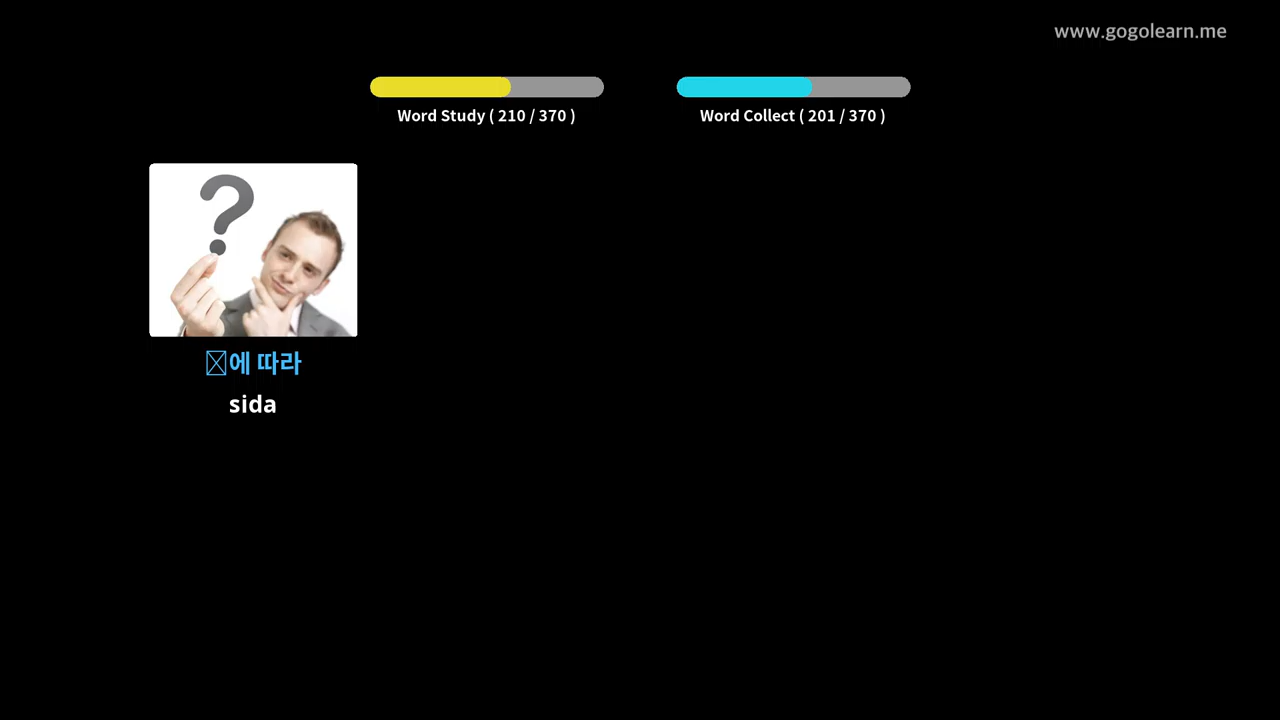 www.gogolearn.me
Word Study ( 210 / 370 )
Word Collect ( 201 / 370 )
에 따라
sida